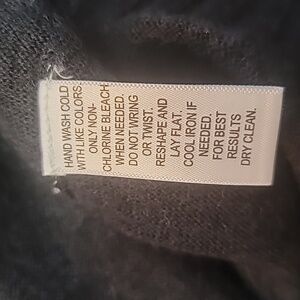 HAND WASH COLD
WITH LIKE COLORS.
ONLY NON-
CHLORINE BLEACH
WHEN NEEDED.
DO NOT WRING
OR TWIST.
RESHAPE AND
LAY FLAT.
COOL IRON IF
NEEDED.
FOR BEST
RESULTS
DRY CLEAN.